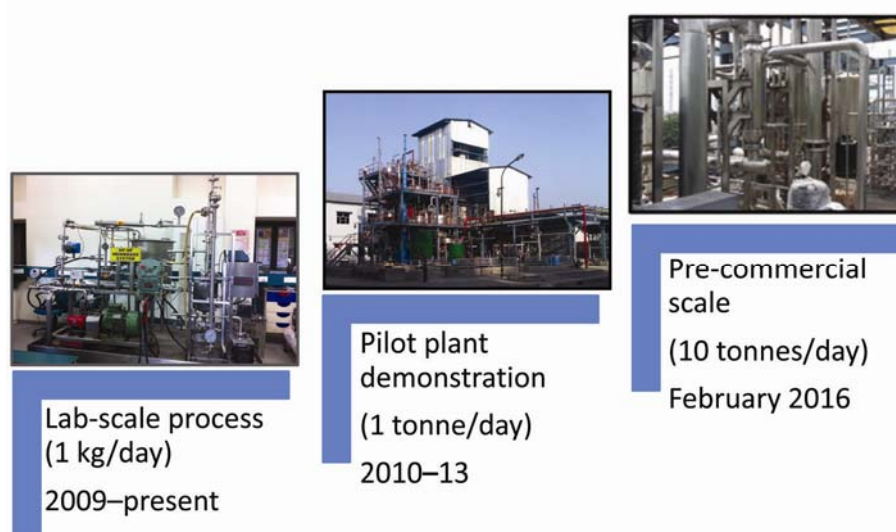 Lab-scale process
(1 kg/day)
2009–present
Pilot plant
demonstration
(1 tonne/day)
2010–13
Pre-commercial
scale
(10 tonnes/day)
February 2016